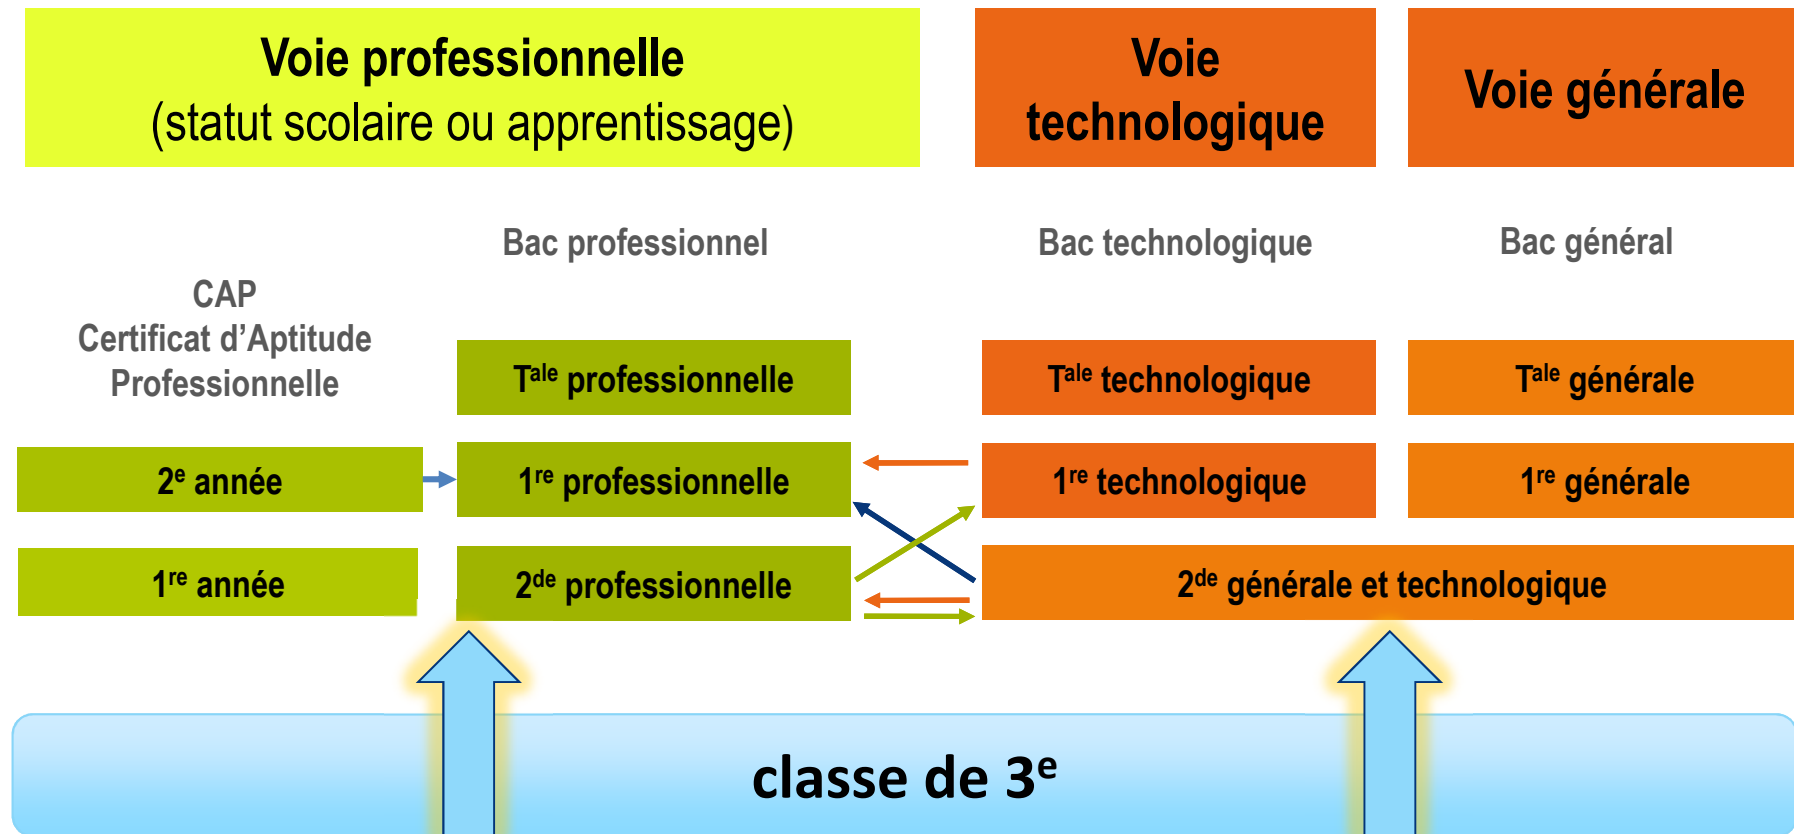 Voie professionnelle
(statut scolaire ou apprentissage)
Voie
technologique
Voie générale
Bac professionnel
Bac technologique
Bac général
CAP
Certificat d’Aptitude
Professionnelle
Tale professionnelle
Tale technologique
Tale générale
2e année
1re professionnelle
1re technologique
1re générale
1re année
2de professionnelle
2de générale et technologique
classe de 3e